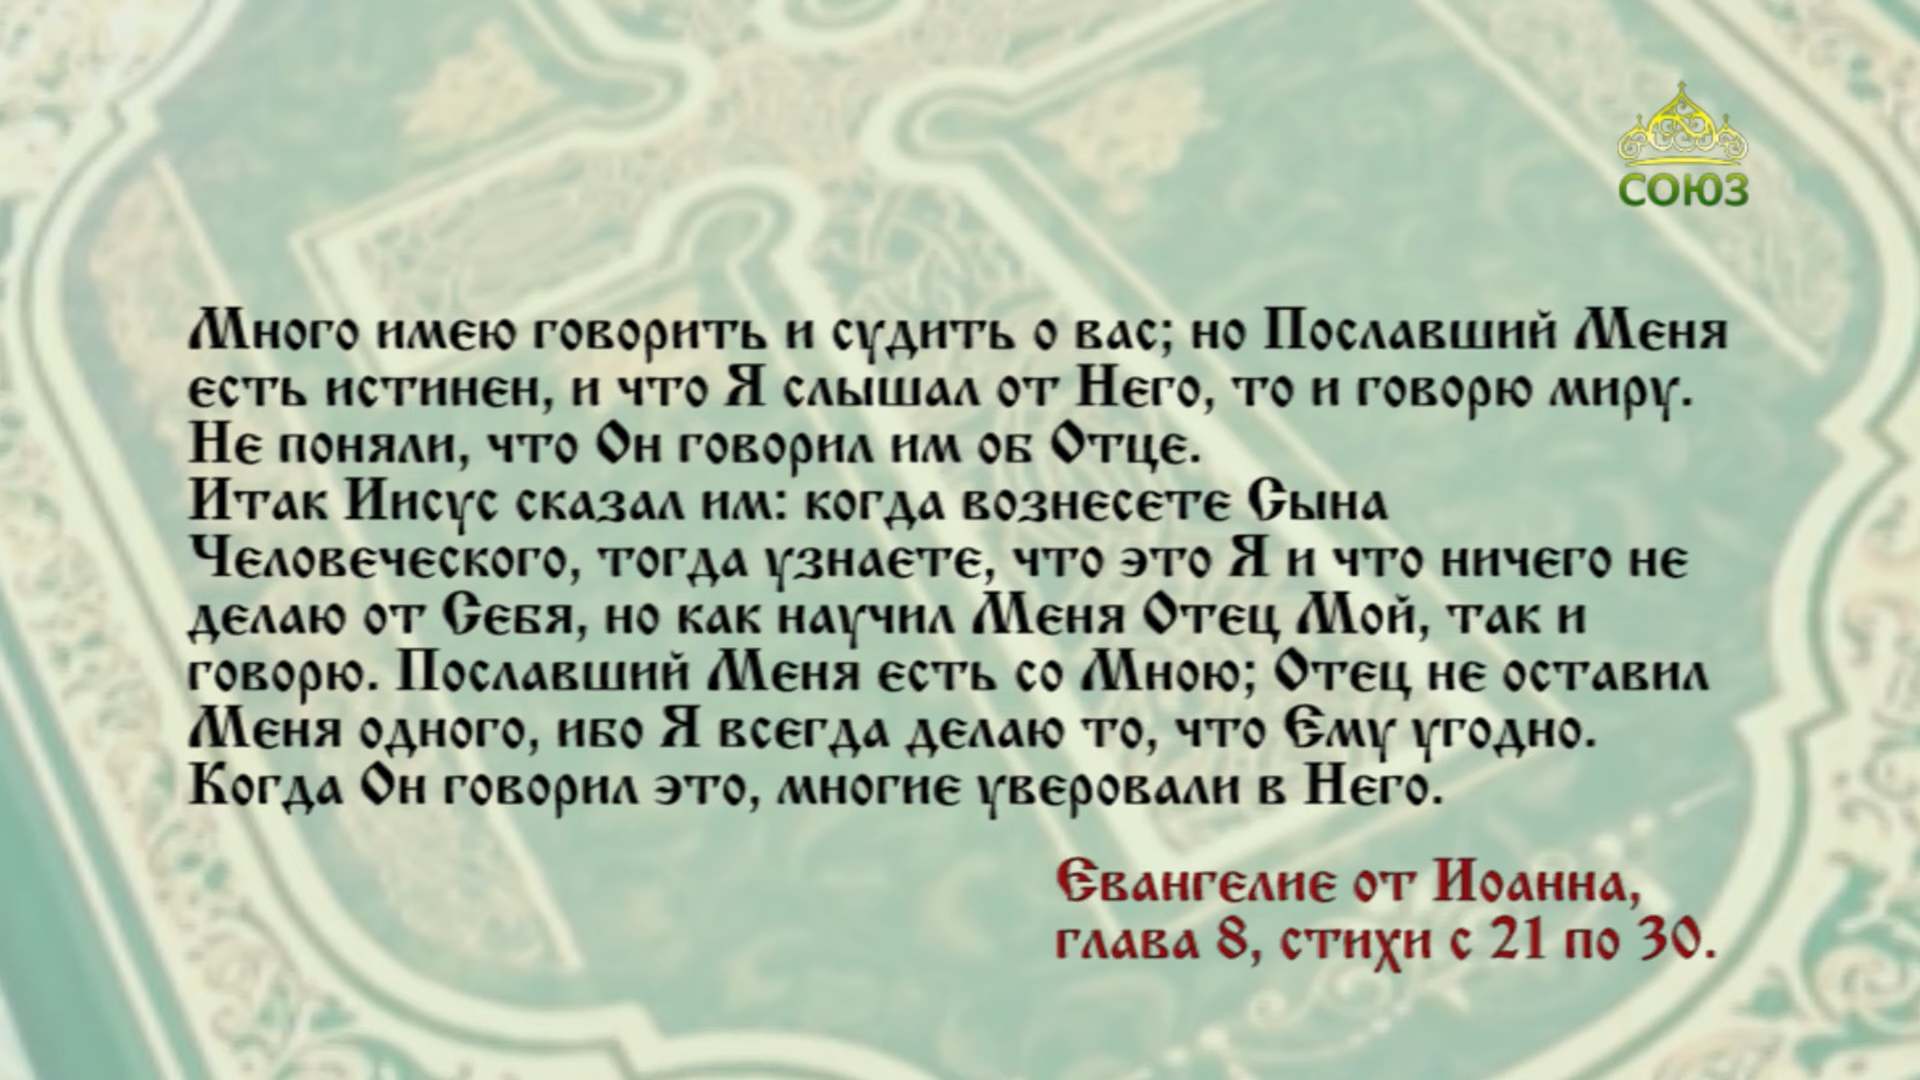 СОЮЗ
Много имею говорить и судить о вас; но Пославший Меня
есть истинен, и что Я слышал от Него, то и говорю миру.
Не поняли, что Он говорил им об Отце.
Итак Иисус сказал им: когда вознесете Сына
Человеческого, тогда узнаете, что это Я и что ничего не
делаю от Себя, но как научил Меня Отец Мой, так и
говорю. Пославший Меня есть со Мною; Отец не оставил
Меня одного, ибо Я всегда делаю то, что Ему угодно.
Когда Он говорил это, многие уверовали в Него.
Евангелие от Иоанна,
глава 8, стихи с 21 по 30.